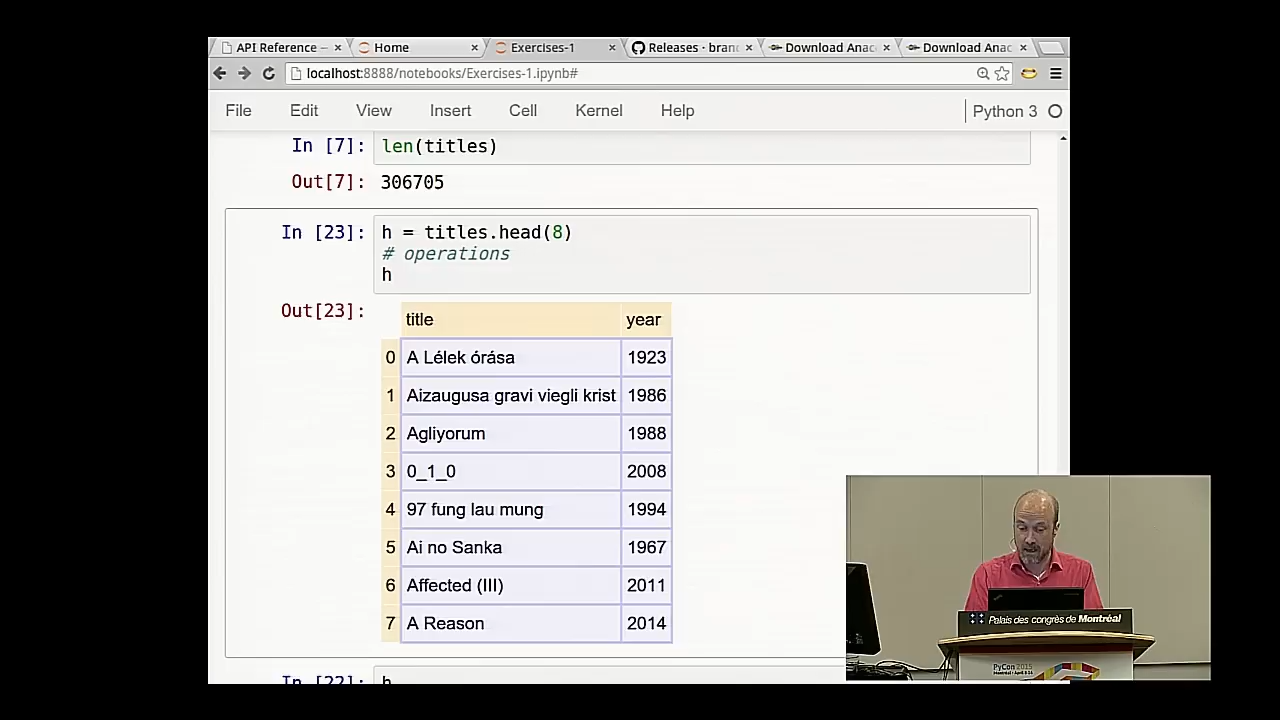 API Reference –
Home
Exercises-1
Releases · bran
Download Anac
Download Anac
localhost:8888/notebooks/Exercises-1.ipynb#
File Edit View Insert Cell Kernel Help Python 3
In [7]: len(titles)
Out[7]: 306705
In [23]: h = titles.head(8)
# operations
h
Out[23]:
title year
0 A Lélek órása 1923
1 Aizaugusa gravi viegli krist 1986
2 Agliyorum 1988
3 0_1_0 2008
4 97 fung lau mung 1994
5 Ai no Sanka 1967
6 Affected (III) 2011
7 A Reason 2014
In [22]: h
Palais des congrès de Montréal
PyCon 2015